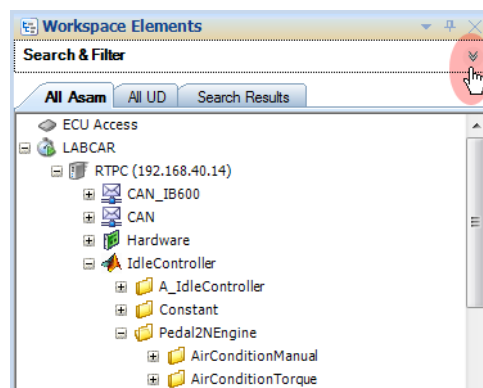 Workspace Elements
Search & Filter
All Asam All UD Search Results
ECU Access
LABCAR
RTPC (192.168.40.14)
CAN_IB600
CAN
Hardware
IdleController
A_IdleController
Constant
Pedal2NEngine
AirConditionManual
AirConditionTorque